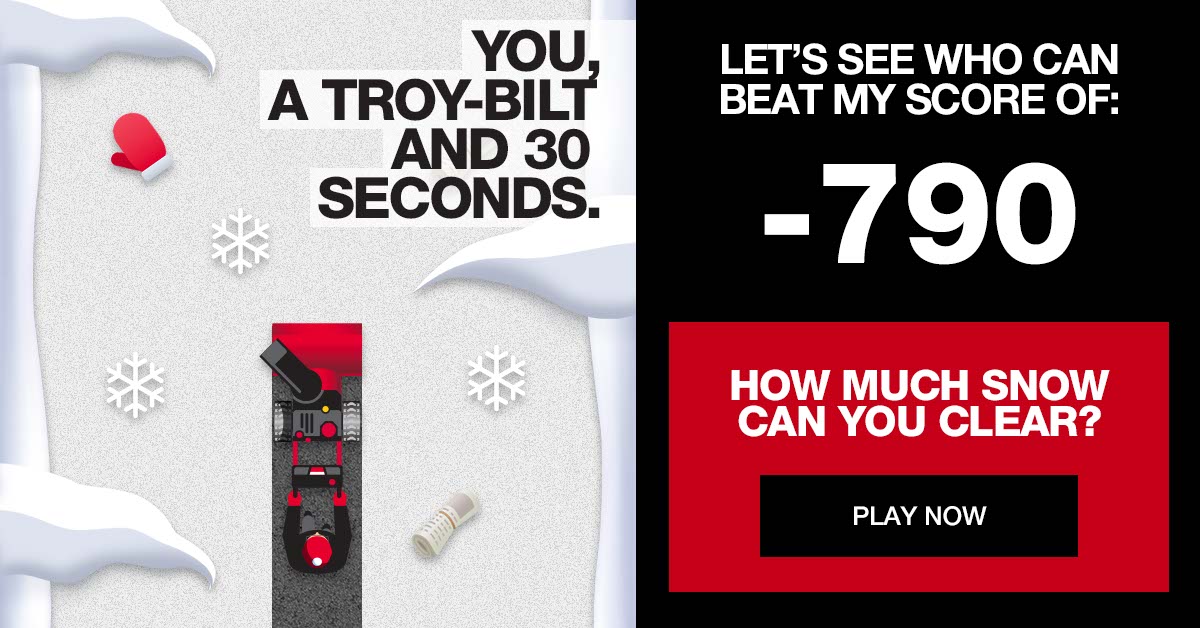 YOU,
A TROY-BILT
AND 30
SECONDS.
LET’S SEE WHO CAN
BEAT MY SCORE OF:
-790
HOW MUCH SNOW
CAN YOU CLEAR?
PLAY NOW